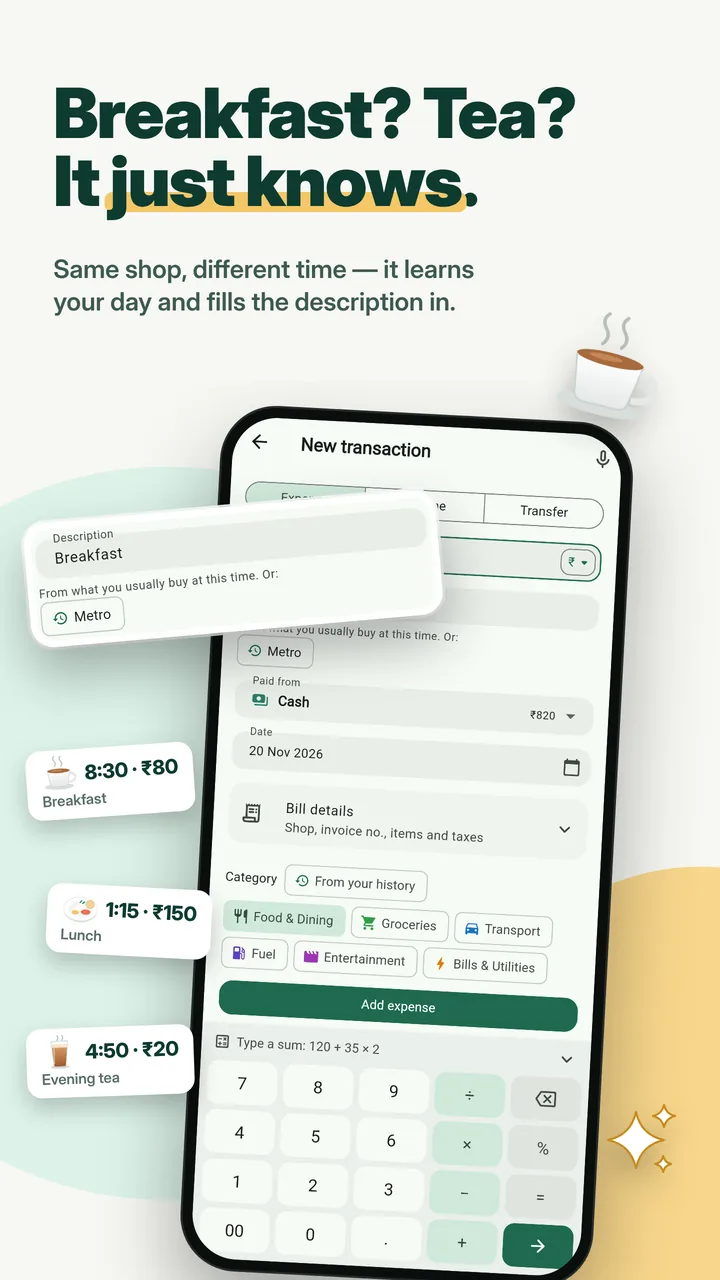 Breakfast? Tea?
It just knows.
Same shop, different time — it learns
your day and fills the description in.
New transaction
Transfer
₹
Description
Breakfast
From what you usually buy at this time. Or:
Metro
you usually buy at this time. Or:
Metro
Paid from
Cash
₹820
Date
20 Nov 2026
8:30 · ₹80
Breakfast
Bill details
Shop, invoice no., items and taxes
Category
From your history
1:15 · ₹150
Lunch
Food & Dining
Groceries
Transport
Fuel
Entertainment
Bills & Utilities
Add expense
4:50 · ₹20
Evening tea
Type a sum: 120 + 35 × 2
7 8 9 ÷
4 5 6 × %
1 2 3 − =
00 0 . +